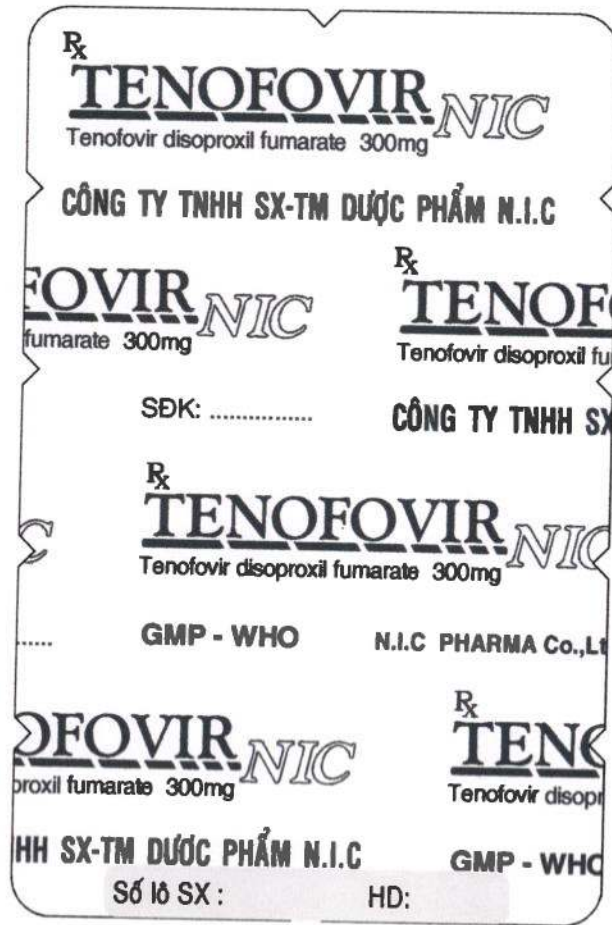 Rx
TENOFOVIR NIC
Tenofovir disoproxil fumarate 300mg
CÔNG TY TNHH SX-TM DƯỢC PHẨM N.I.C
FOVIR NIC
fumarate 300mg
Rx
TENOF
Tenofovir disoproxil fu
SĐK: ................
CÔNG TY TNHH SX
C
Rx
TENOFOVIR NIC
Tenofovir disoproxil fumarate 300mg
.....
GMP - WHO
N.I.C PHARMA Co.,Lt
OFOVIR NIC
proxil fumarate 300mg
Rx
TENO
Tenofovir disopr
HH SX-TM DƯỢC PHẨM N.I.C
GMP - WHO
Số lô SX :
HD: